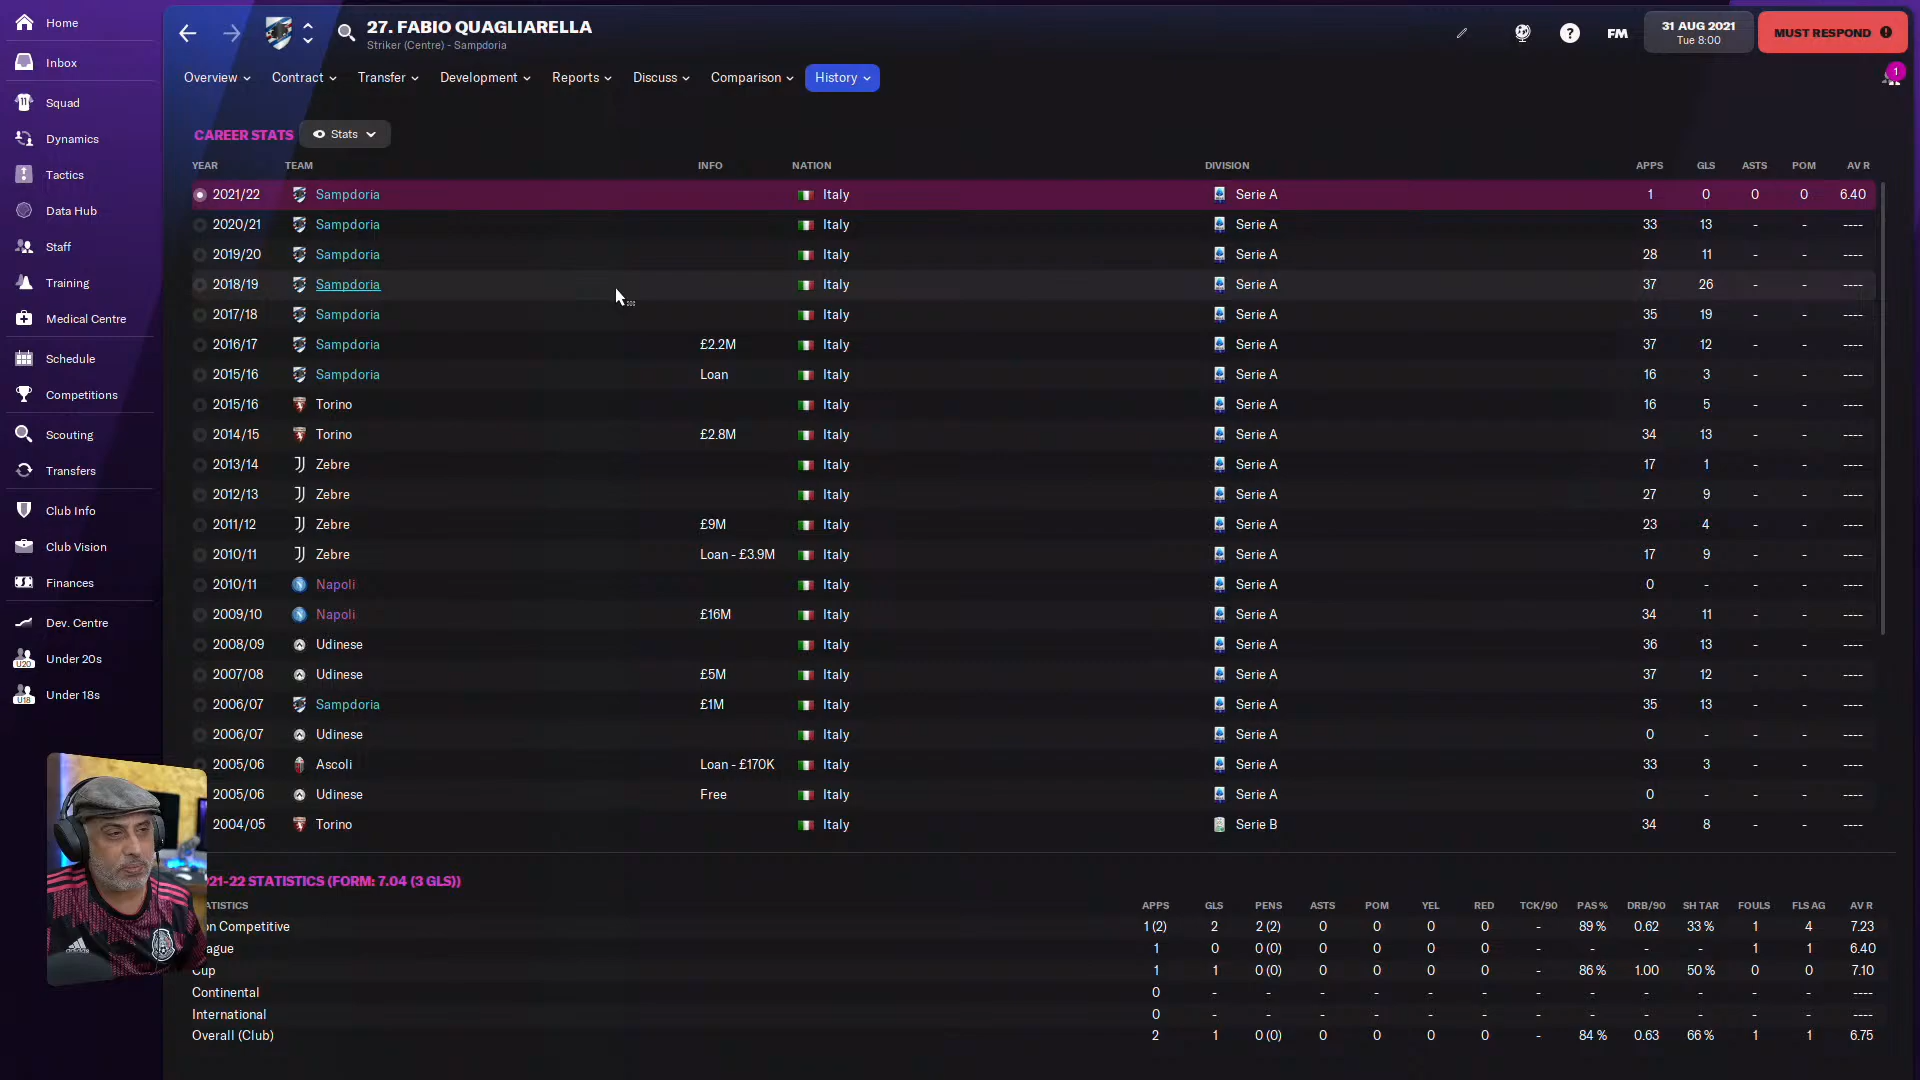 Home
Inbox
Squad
Dynamics
Tactics
Data Hub
Staff
Training
Medical Centre
Schedule
Competitions
Scouting
Transfers
Club Info
Club Vision
Finances
Dev. Centre
U20 Under 20s
U18 Under 18s
27. FABIO QUAGLIARELLA
Striker (Centre) - Sampdoria
FM
31 AUG 2021
Tue 8:00
MUST RESPOND
Overview Contract Transfer Development Reports Discuss Comparison History
1
CAREER STATS Stats
YEAR TEAM INFO NATION DIVISION APPS GLS ASTS POM AV R
2021/22 Sampdoria Italy Serie A 1 0 0 0 6.40
2020/21 Sampdoria Italy Serie A 33 13 - - ----
2019/20 Sampdoria Italy Serie A 28 11 - - ----
2018/19 Sampdoria Italy Serie A 37 26 - - ----
2017/18 Sampdoria Italy Serie A 35 19 - - ----
2016/17 Sampdoria £2.2M Italy Serie A 37 12 - - ----
2015/16 Sampdoria Loan Italy Serie A 16 3 - - ----
2015/16 Torino Italy Serie A 16 5 - - ----
2014/15 Torino £2.8M Italy Serie A 34 13 - - ----
2013/14 Zebre Italy Serie A 17 1 - - ----
2012/13 Zebre Italy Serie A 27 9 - - ----
2011/12 Zebre £9M Italy Serie A 23 4 - - ----
2010/11 Zebre Loan - £3.9M Italy Serie A 17 9 - - ----
2010/11 Napoli Italy Serie A 0 - - - ----
2009/10 Napoli £16M Italy Serie A 34 11 - - ----
2008/09 Udinese Italy Serie A 36 13 - - ----
2007/08 Udinese £5M Italy Serie A 37 12 - - ----
2006/07 Sampdoria £1M Italy Serie A 35 13 - - ----
2006/07 Udinese Italy Serie A 0 - - - ----
2005/06 Ascoli Loan - £170K Italy Serie A 33 3 - - ----
2005/06 Udinese Free Italy Serie A 0 - - - ----
2004/05 Torino Italy Serie B 34 8 - - ----
21-22 STATISTICS (FORM: 7.04 (3 GLS))
ATISTICS APPS GLS PENS ASTS POM YEL RED TCK/90 PAS % DRB/90 SH TAR FOULS FLS AG AV R
on Competitive 1 (2) 2 2 (2) 0 0 0 0 - 89 % 0.62 33 % 1 4 7.23
ague 1 0 0 (0) 0 0 0 0 - - - - 1 1 6.40
Cup 1 1 0 (0) 0 0 0 0 - 86 % 1.00 50 % 0 0 7.10
Continental 0 - - - - - - - - - - - - ----
International 0 - - - - - - - - - - - - ----
Overall (Club) 2 1 0 (0) 0 0 0 0 - 84 % 0.63 66 % 1 1 6.75